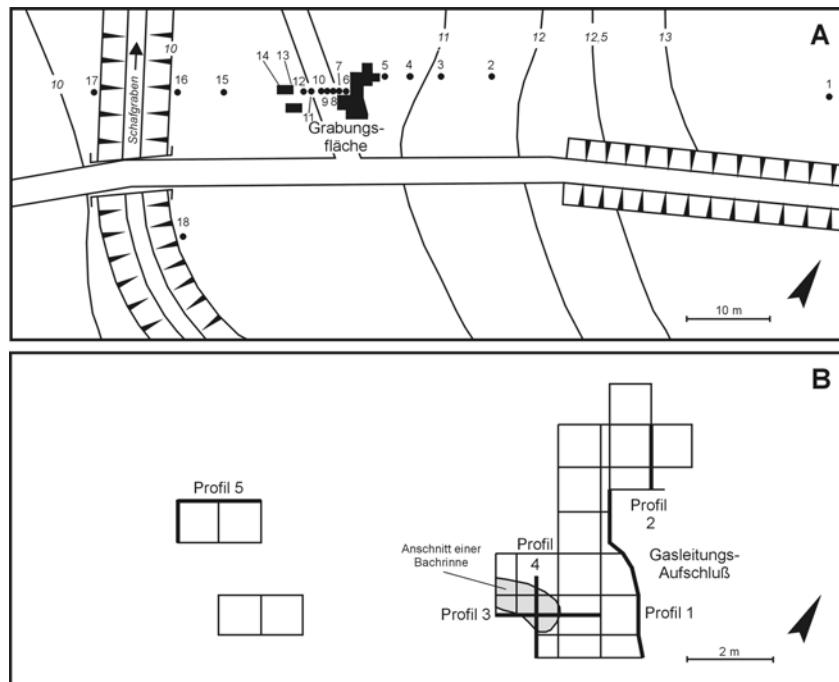 A
11
12
12,5
13
10
10
10
17
16
15
14
13
12
10
7
6
5
4
3
2
1
11
9
8
Schafgraben
Grabungs-
fläche
18
10 m
B
Profil 5
Profil
2
Anschnitt einer
Bachrinne
Profil
4
Gasleitungs-
Aufschluß
Profil 3
Profil 1
2 m